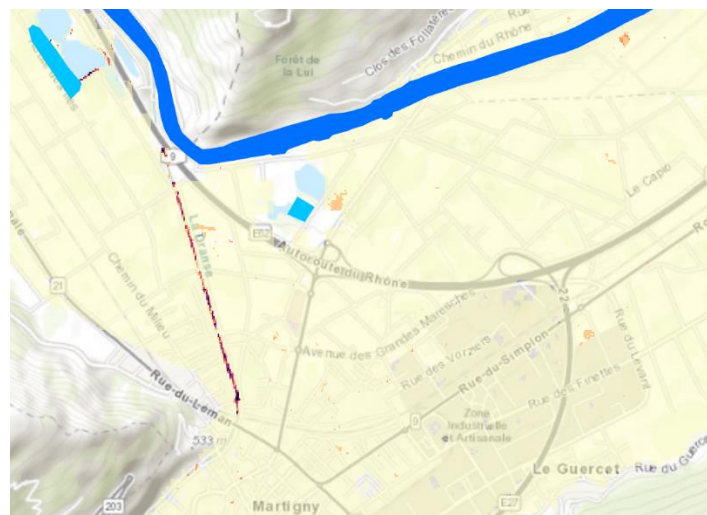 Rue
Clos des Follatères
Chemin du Rhône
Forêt de
la Lui
9
Le Capio
La Dranse
E62
Autoroute du Rhône
21
Chemin du Milieu
22
Avenue des Grandes Maresches
Rue des Vorziers
Rue-du-Simplon
Rue du Levant
Rue-du-Léman
Rue des Finettes
9
Zone
Industrielle
et Artisanale
533 m
Le Guercet
Rue du Guercet
203
Martigny
E27